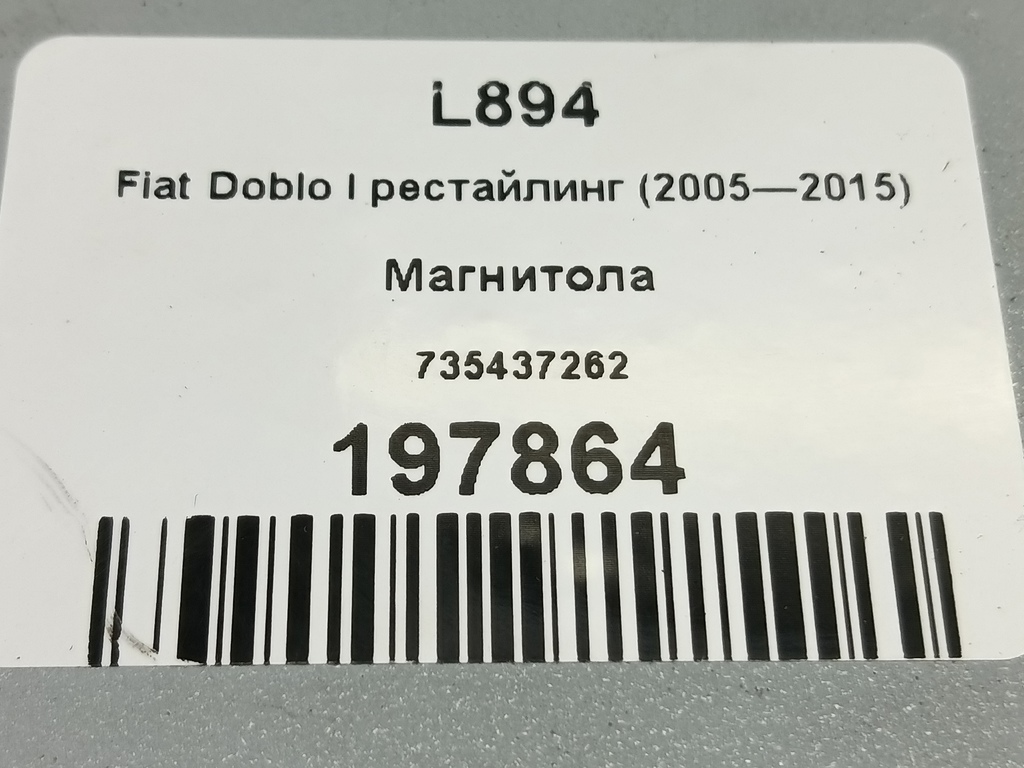 L894
Fiat Doblo I рестайлинг (2005—2015)
Магнитола
735437262
197864